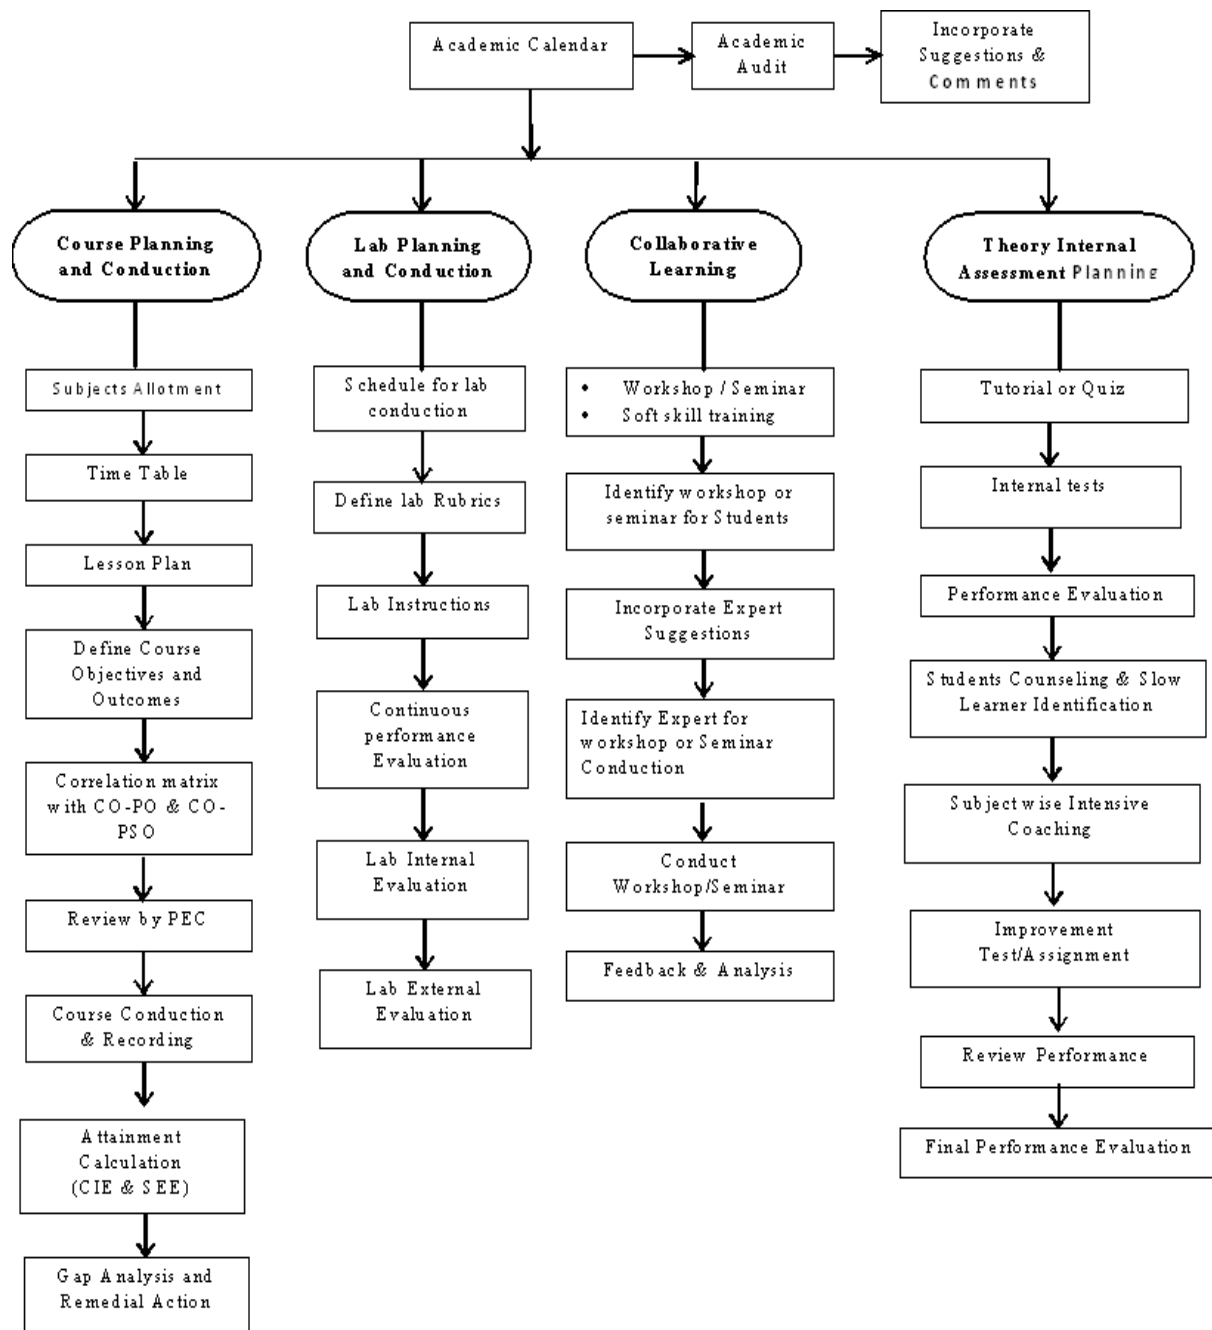 Academic Calendar
Academic
Audit
Incorporate
Suggestions &
Comments
Course Planning
and Conduction
Lab Planning
and Conduction
Collaborative
Learning
Theory Internal
Assessment Planning
Subjects Allotment
Time Table
Lesson Plan
Define Course
Objectives and
Outcomes
Correlation matrix
with CO-PO & CO-
PSO
Review by PEC
Course Conduction
& Recording
Attainment
Calculation
(CIE & SEE)
Gap Analysis and
Remedial Action
Schedule for lab
conduction
Define lab Rubrics
Lab Instructions
Continuous
performance
Evaluation
Lab Internal
Evaluation
Lab External
Evaluation
• Workshop / Seminar
• Soft skill training
Identify workshop or
seminar for Students
Incorporate Expert
Suggestions
Identify Expert for
workshop or Seminar
Conduction
Conduct
Workshop/Seminar
Feedback & Analysis
Tutorial or Quiz
Internal tests
Performance Evaluation
Students Counseling & Slow
Learner Identification
Subject wise Intensive
Coaching
Improvement
Test/Assignment
Review Performance
Final Performance Evaluation